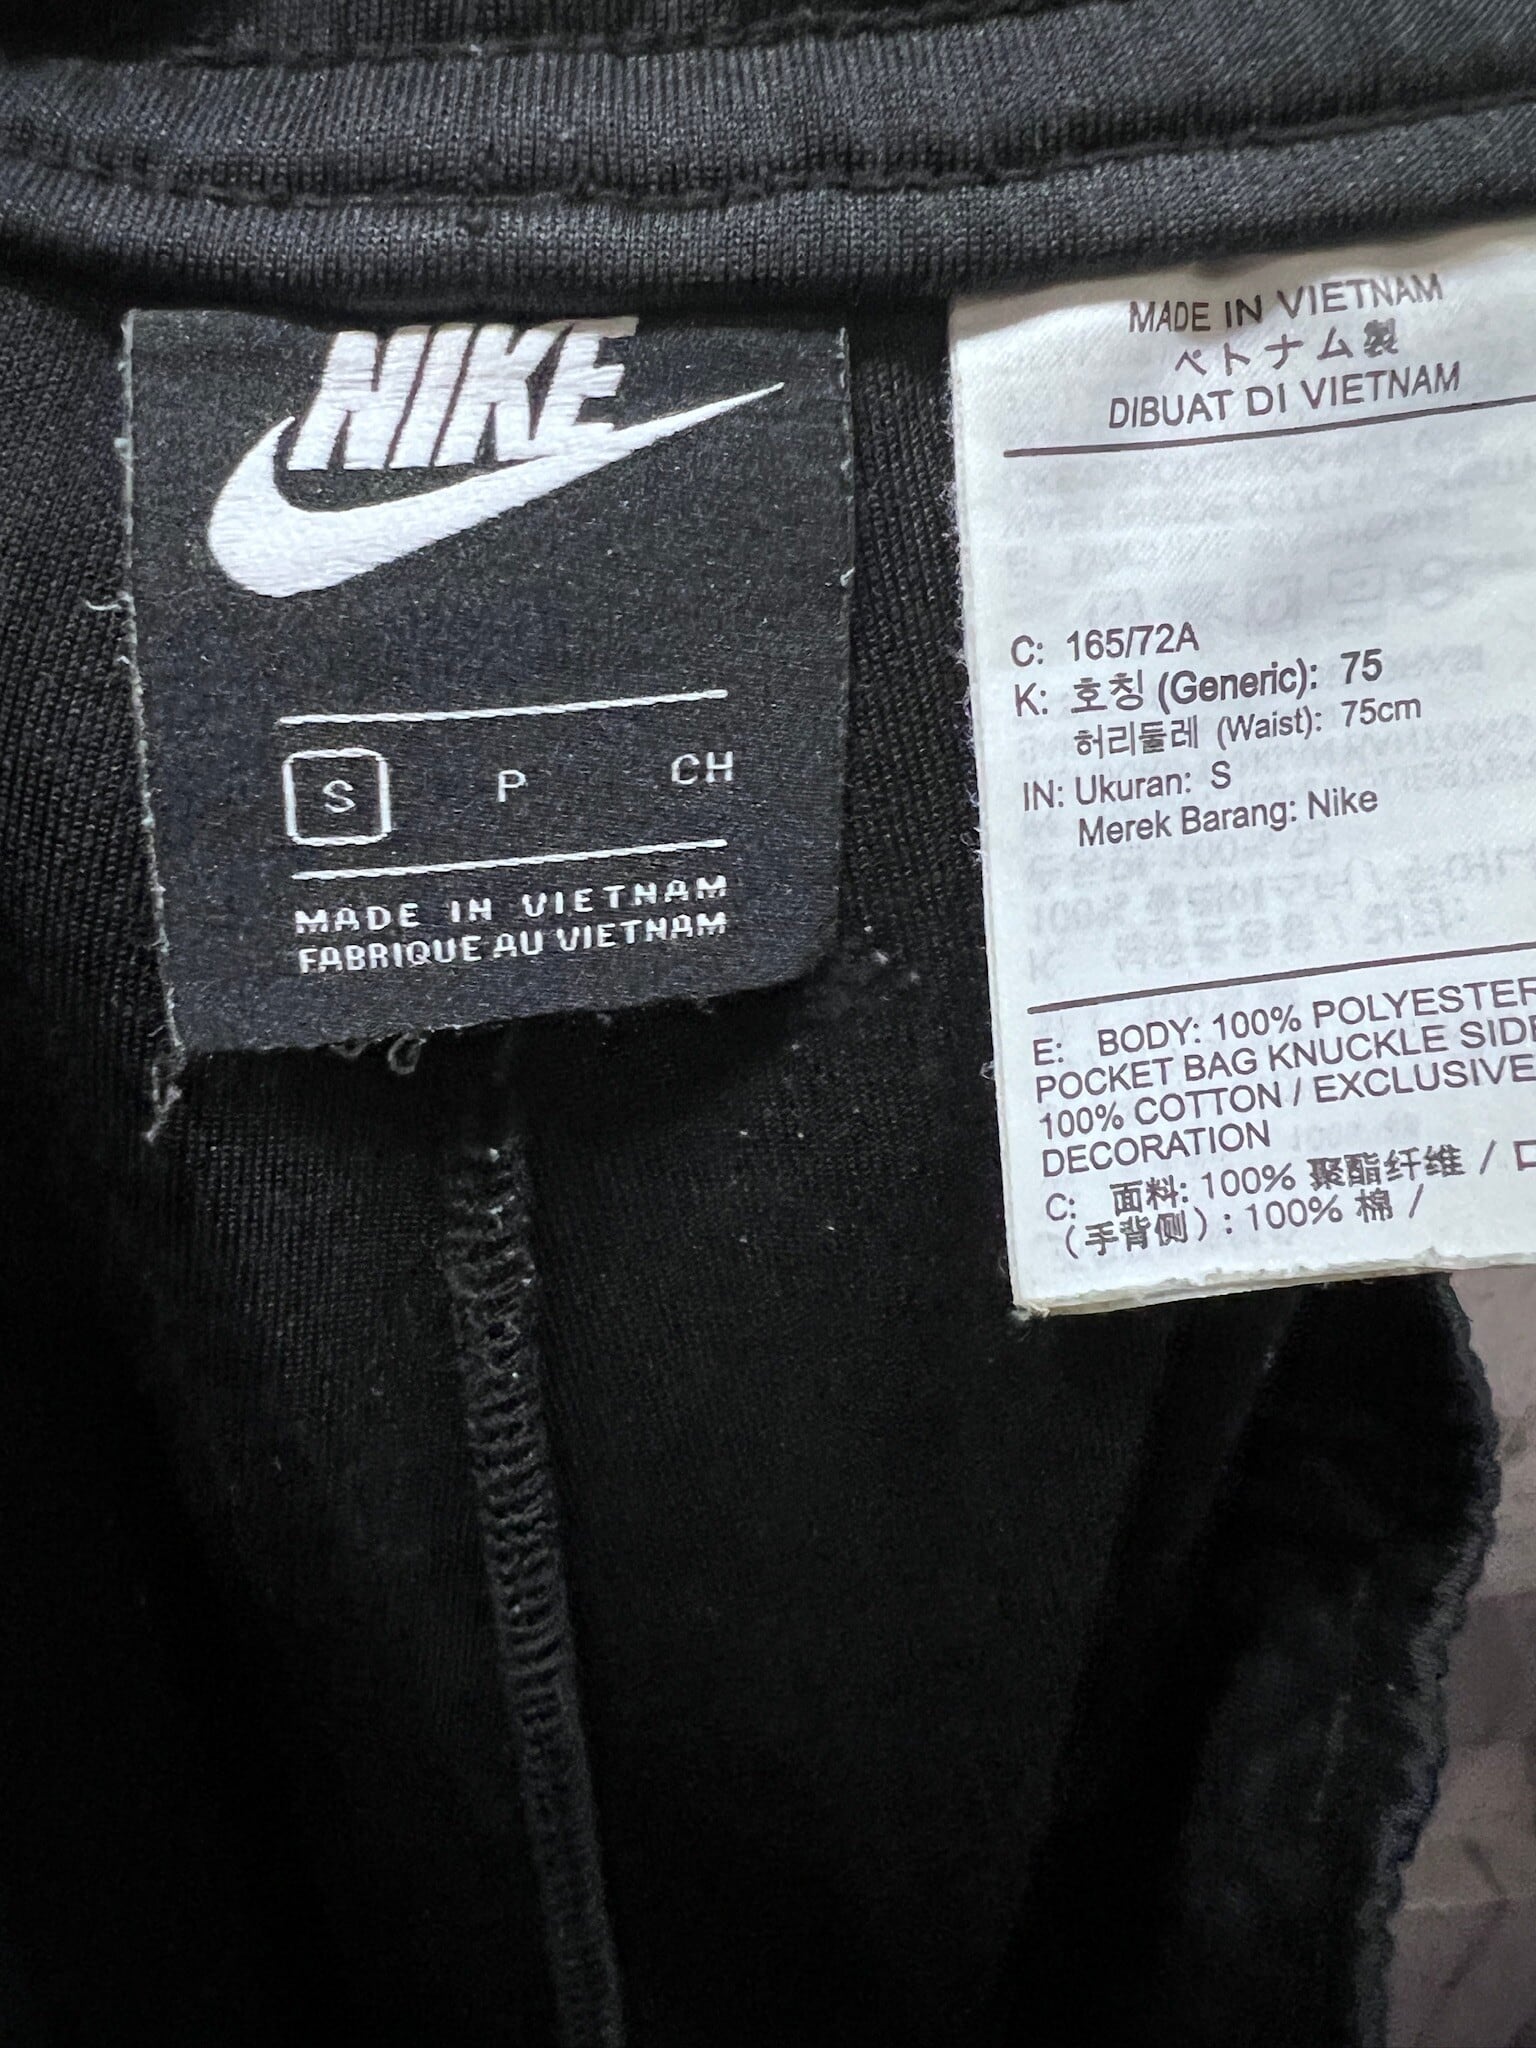 NIKE
S P CH
MADE IN VIETNAM
FABRIQUE AU VIETNAM
MADE IN VIETNAM
ベトナム製
DIBUAT DI VIETNAM
C: 165/72A
K: 호칭 (Generic): 75
허리둘레 (Waist): 75cm
IN: Ukuran: S
Merek Barang: Nike
E: BODY: 100% POLYESTER
POCKET BAG KNUCKLE SIDE
100% COTTON / EXCLUSIVE
DECORATION
C: 面料: 100% 聚酯纤维 /
（手背侧）: 100% 棉 /